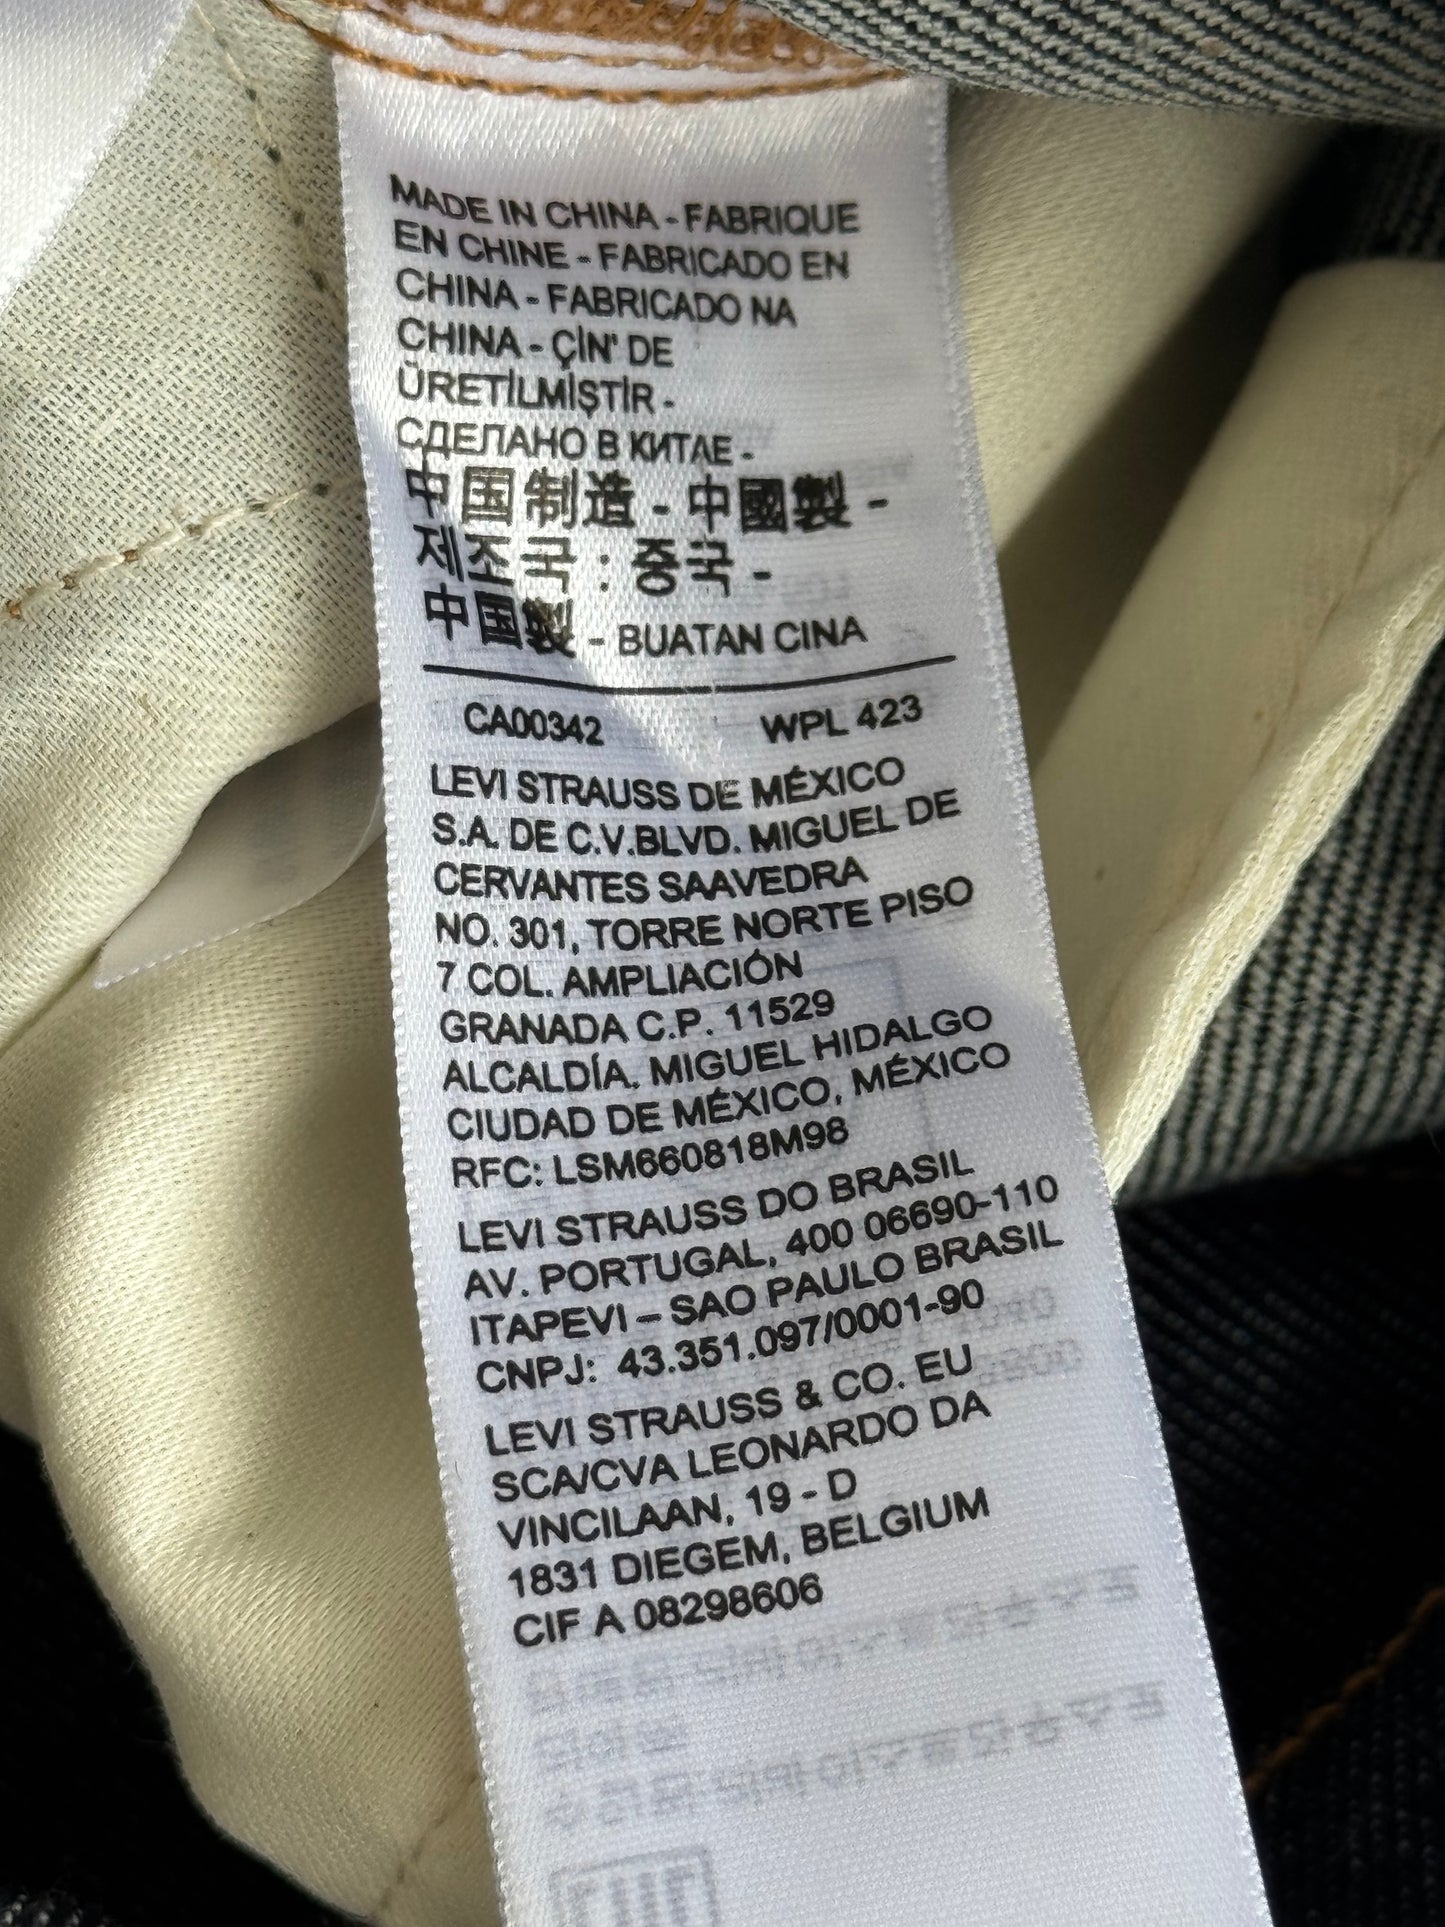 MADE IN CHINA - FABRIQUE
EN CHINE - FABRICADO EN
CHINA - FABRICADO NA
CHINA - ÇİN' DE
ÜRETİLMİŞTİR -
СДЕЛАНО В КИТАЕ -
中国制造 - 中國製 -
제조국 : 중국 -
中国製 - BUATAN CINA
CA00342 WPL 423
LEVI STRAUSS DE MÉXICO
S.A. DE C.V.BLVD. MIGUEL DE
CERVANTES SAAVEDRA
NO. 301, TORRE NORTE PISO
7 COL. AMPLIACIÓN
GRANADA C.P. 11529
ALCALDÍA. MIGUEL HIDALGO
CIUDAD DE MÉXICO, MÉXICO
RFC: LSM660818M98
LEVI STRAUSS DO BRASIL
AV. PORTUGAL, 400 06690-110
ITAPEVI – SAO PAULO BRASIL
CNPJ: 43.351.097/0001-90
LEVI STRAUSS & CO. EU
SCA/CVA LEONARDO DA
VINCILAAN, 19 - D
1831 DIEGEM, BELGIUM
CIF A 08298606